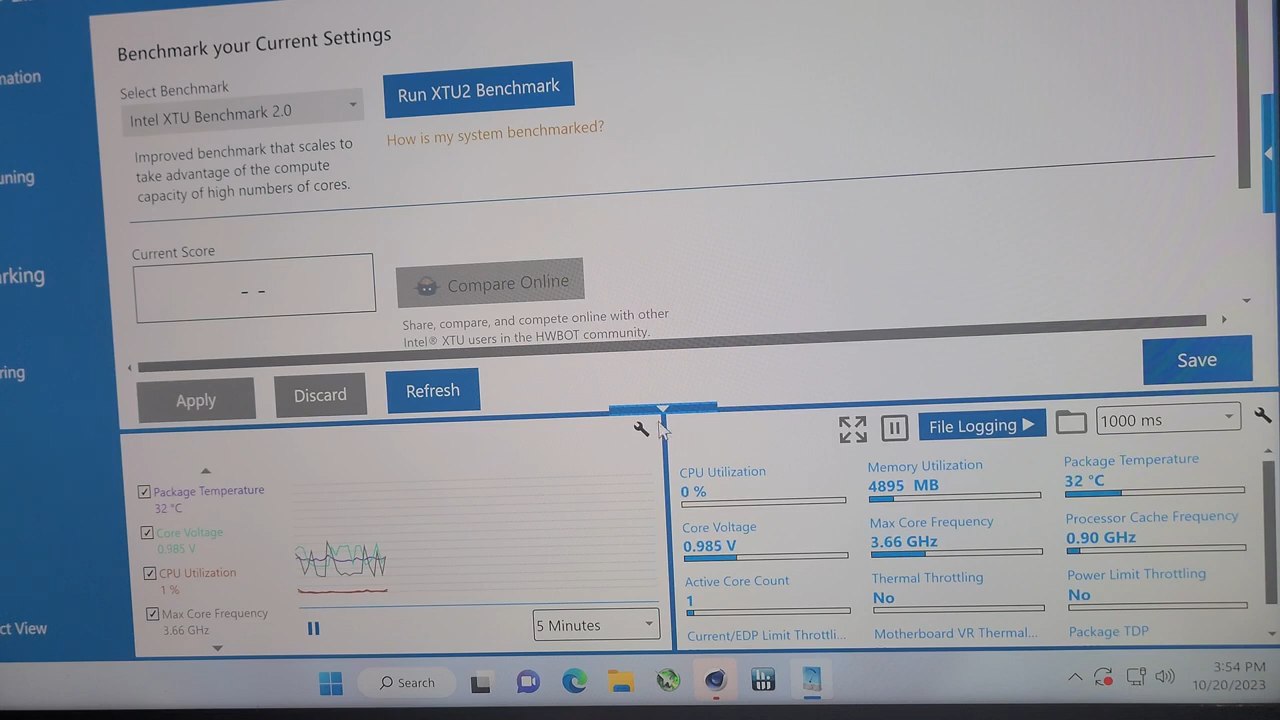 Benchmark your Current Settings
Select Benchmark
Intel XTU Benchmark 2.0
Run XTU2 Benchmark
How is my system benchmarked?
Improved benchmark that scales to
take advantage of the compute
capacity of high numbers of cores.
Current Score
- -
Compare Online
Share, compare, and compete online with other
Intel® XTU users in the HWBOT community.
Apply
Discard
Refresh
Save
mation
uning
rking
ring
ct View
Package Temperature
32 °C
Core Voltage
0.985 V
CPU Utilization
1 %
Max Core Frequency
3.66 GHz
5 Minutes
File Logging
1000 ms
CPU Utilization
0 %
Memory Utilization
4895 MB
Package Temperature
32 °C
Core Voltage
0.985 V
Max Core Frequency
3.66 GHz
Processor Cache Frequency
0.90 GHz
Active Core Count
1
Thermal Throttling
No
Power Limit Throttling
No
Current/EDP Limit Throttli...
Motherboard VR Thermal...
Package TDP
Search
3:54 PM
10/20/2023